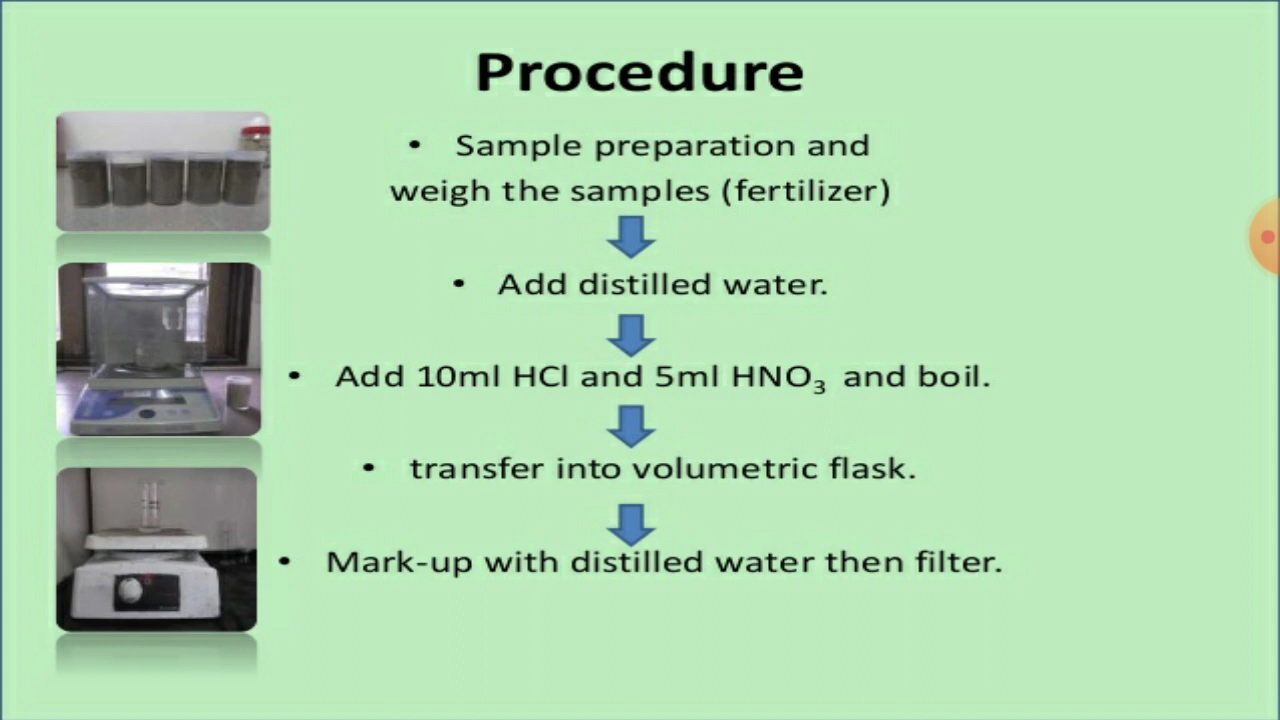 Procedure
• Sample preparation and
weigh the samples (fertilizer)
• Add distilled water.
• Add 10ml HCl and 5ml HNO₃ and boil.
• transfer into volumetric flask.
• Mark-up with distilled water then filter.